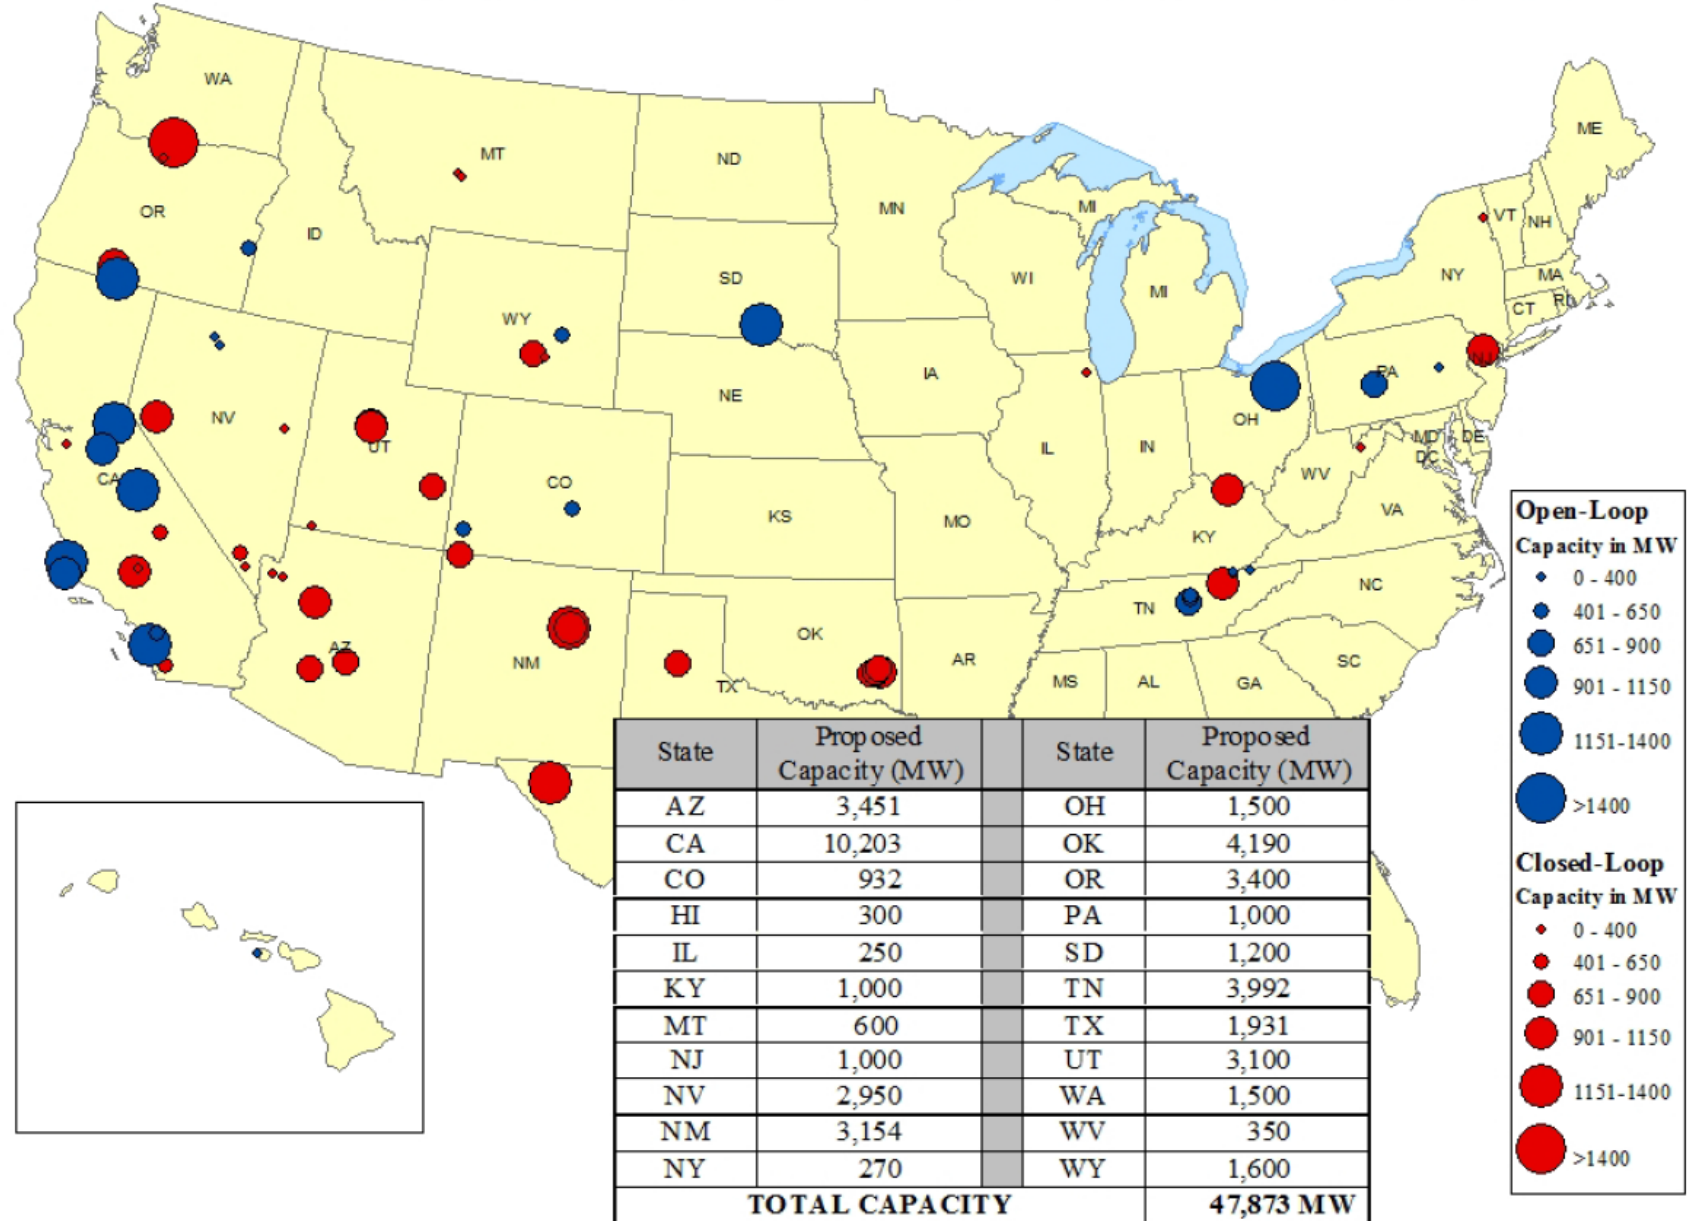 WA
MT
ND
MN
ME
OR
ID
MI
VT
NH
SD
WI
MI
NY
MA
CT
RI
WY
IA
PA
NJ
NE
NV
UT
CO
IL
IN
OH
MD
DE
DC
WV
CA
KS
MO
KY
VA
TN
NC
OK
AR
AZ
NM
TX
MS
AL
GA
SC
State Proposed Capacity (MW) State Proposed Capacity (MW)
AZ 3,451 OH 1,500
CA 10,203 OK 4,190
CO 932 OR 3,400
HI 300 PA 1,000
IL 250 SD 1,200
KY 1,000 TN 3,992
MT 600 TX 1,931
NJ 1,000 UT 3,100
NV 2,950 WA 1,500
NM 3,154 WV 350
NY 270 WY 1,600
TOTAL CAPACITY 47,873 MW
Open-Loop
Capacity in MW
0 - 400
401 - 650
651 - 900
901 - 1150
1151-1400
>1400
Closed-Loop
Capacity in MW
0 - 400
401 - 650
651 - 900
901 - 1150
1151-1400
>1400